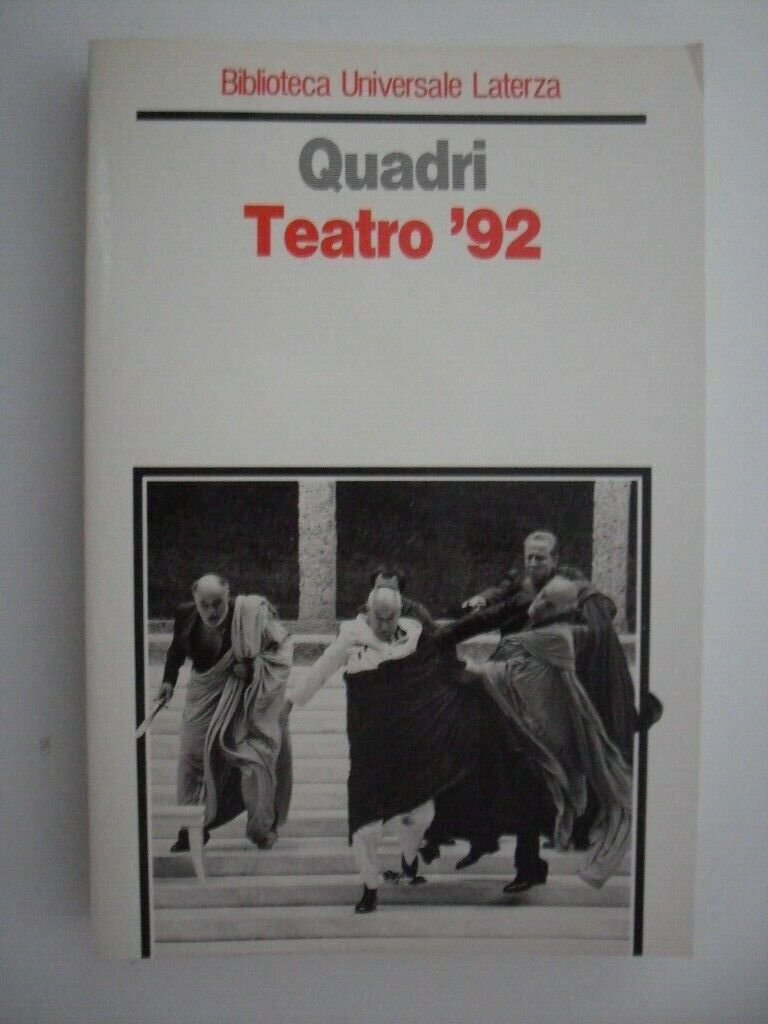 Biblioteca Universale Laterza
Quadri
Teatro '92